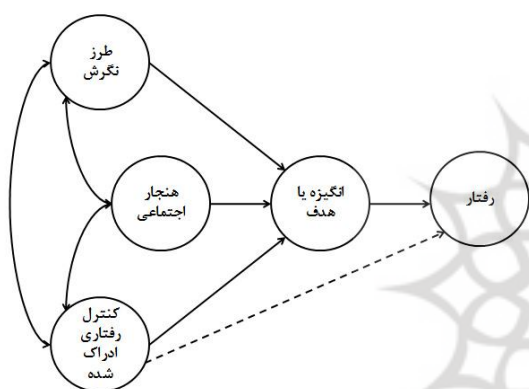 طرز
نگرش
هنجار
اجتماعی
انگیزه یا
هدف
رفتار
کنترل
رفتاری
ادراک
شده